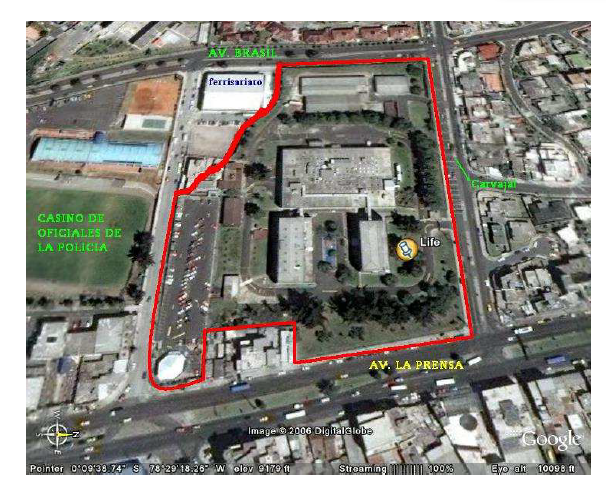 AV. BRASIL
ferrisariato
Carvajal
CASINO DE
OFICIALES DE
LA POLICIA
Life
AV. LA PRENSA
W
S
N
E
Image © 2006 DigitalGlobe
Google
Pointer 0°09'38.74" S 78°29'18.26" W elev 9179 ft Streaming ||||||||| 100% Eye alt 10098 ft